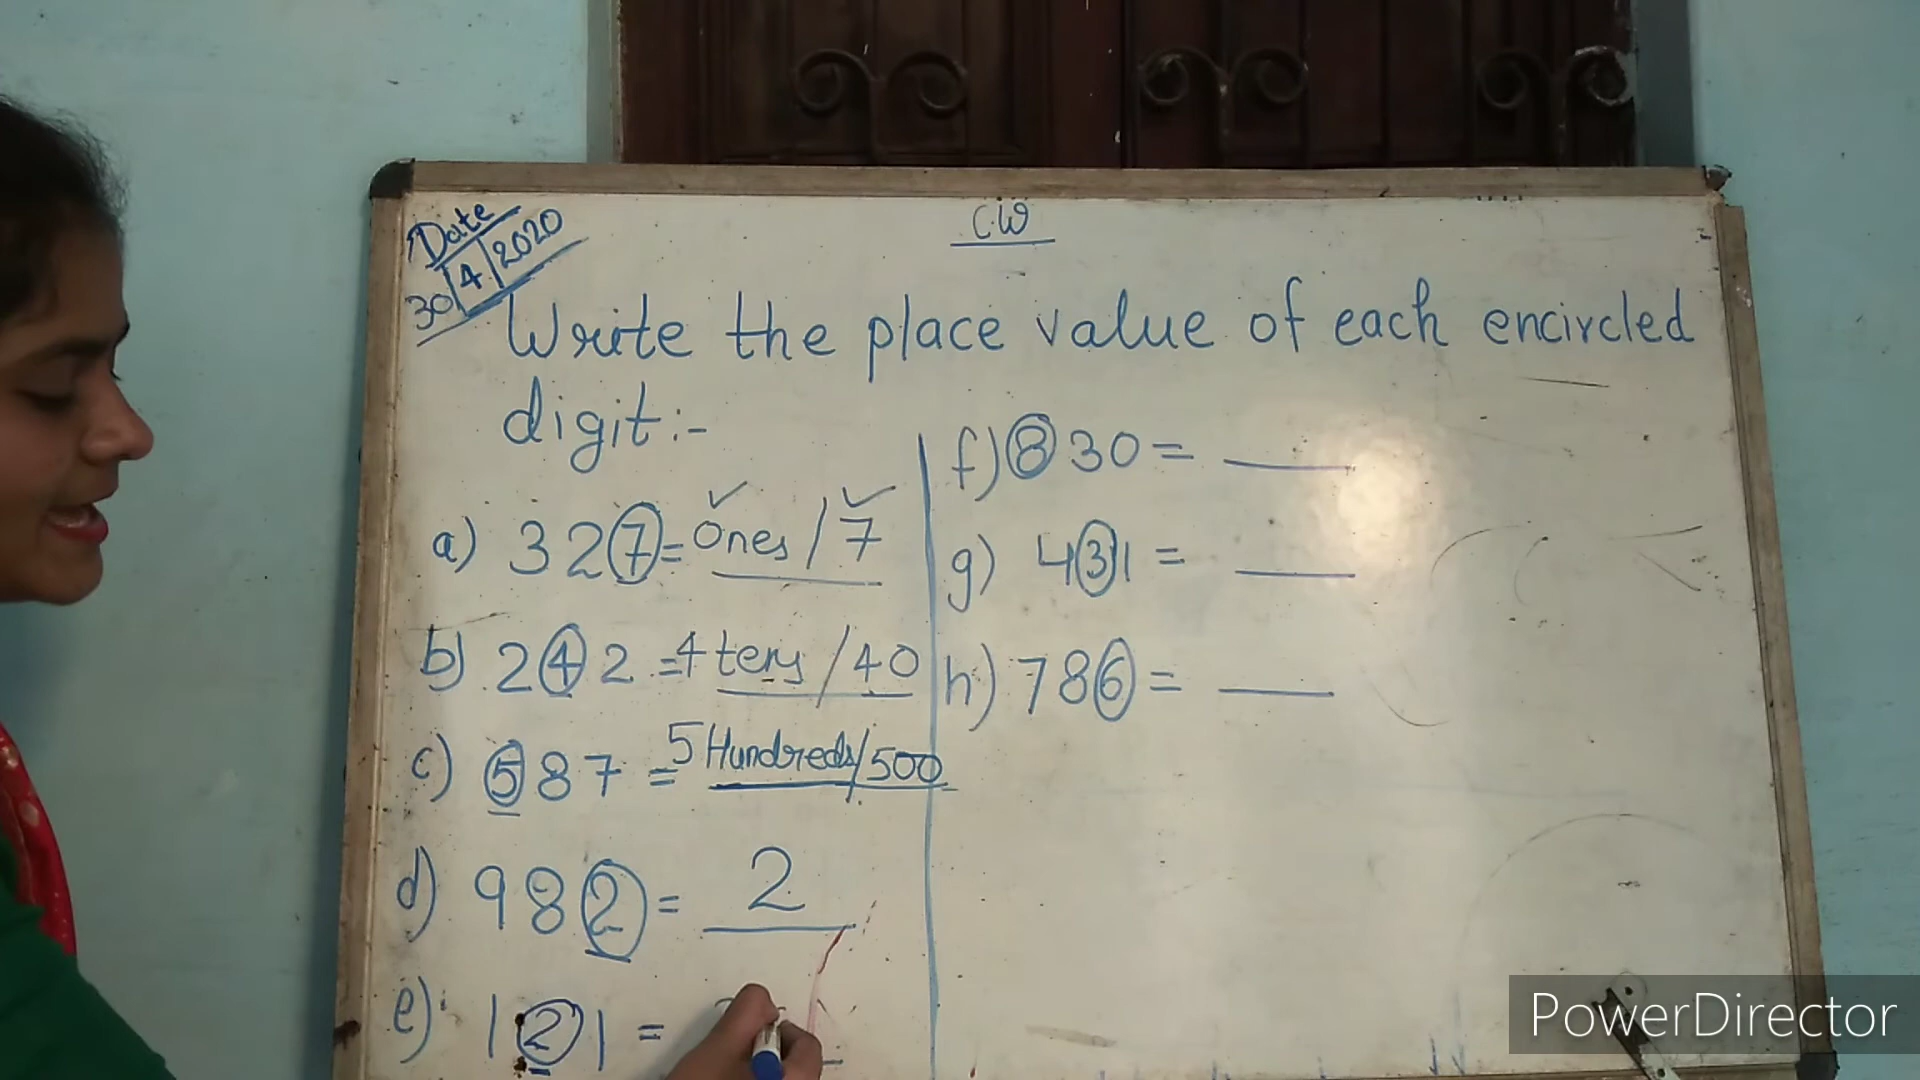 Date
30/4/2020
CW
Write the place value of each encircled
digit:-
a) 327 = Ones / 7
b) 242 = 4 tens / 40
c) 587 = 5 Hundreds/500
d) 982 = 2
e) 121 =
f) 830 = ___
g) 431 = ___
h) 786 = ___
PowerDirector